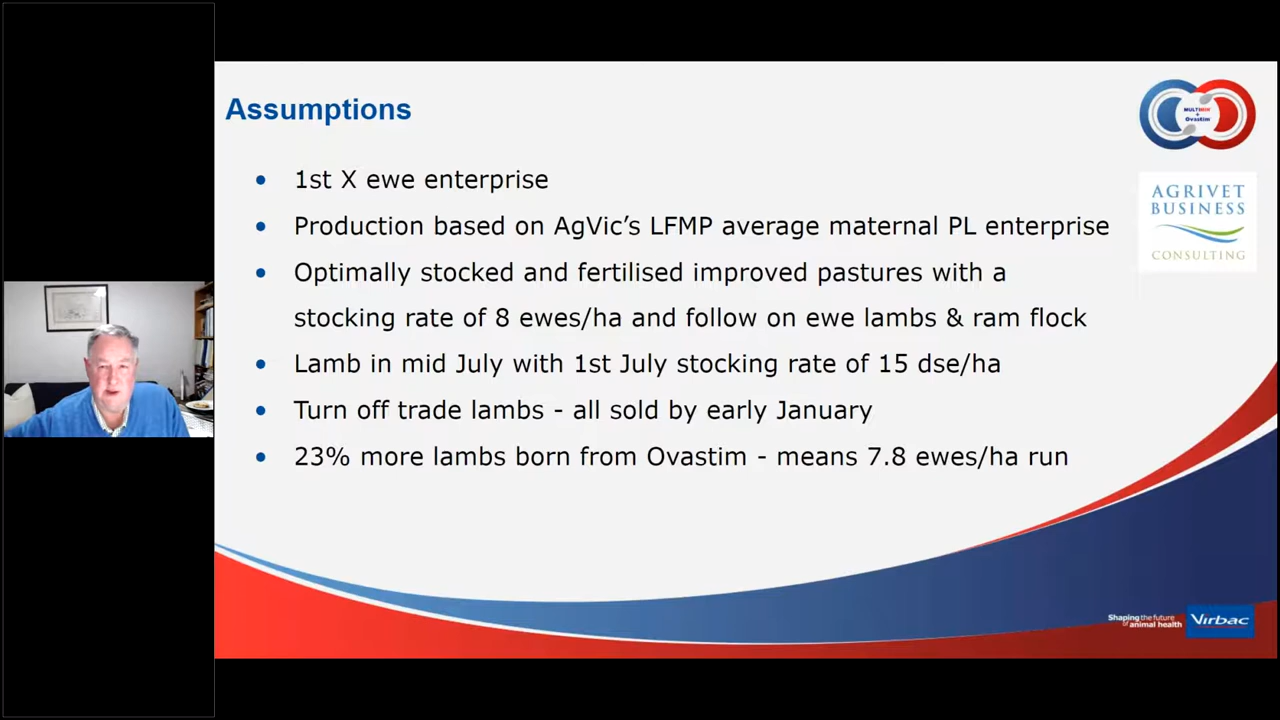 Assumptions
MULTIMIN
+
Ovastim
• 1st X ewe enterprise
AGRIVET
BUSINESS
CONSULTING
• Production based on AgVic’s LFMP average maternal PL enterprise
• Optimally stocked and fertilised improved pastures with a
stocking rate of 8 ewes/ha and follow on ewe lambs & ram flock
• Lamb in mid July with 1st July stocking rate of 15 dse/ha
• Turn off trade lambs - all sold by early January
• 23% more lambs born from Ovastim - means 7.8 ewes/ha run
Shaping the future
of animal health
Virbac